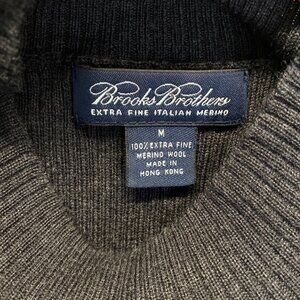 Brooks Brothers
EXTRA FINE ITALIAN MERINO
M
100% EXTRA FINE
MERINO WOOL
MADE IN
HONG KONG